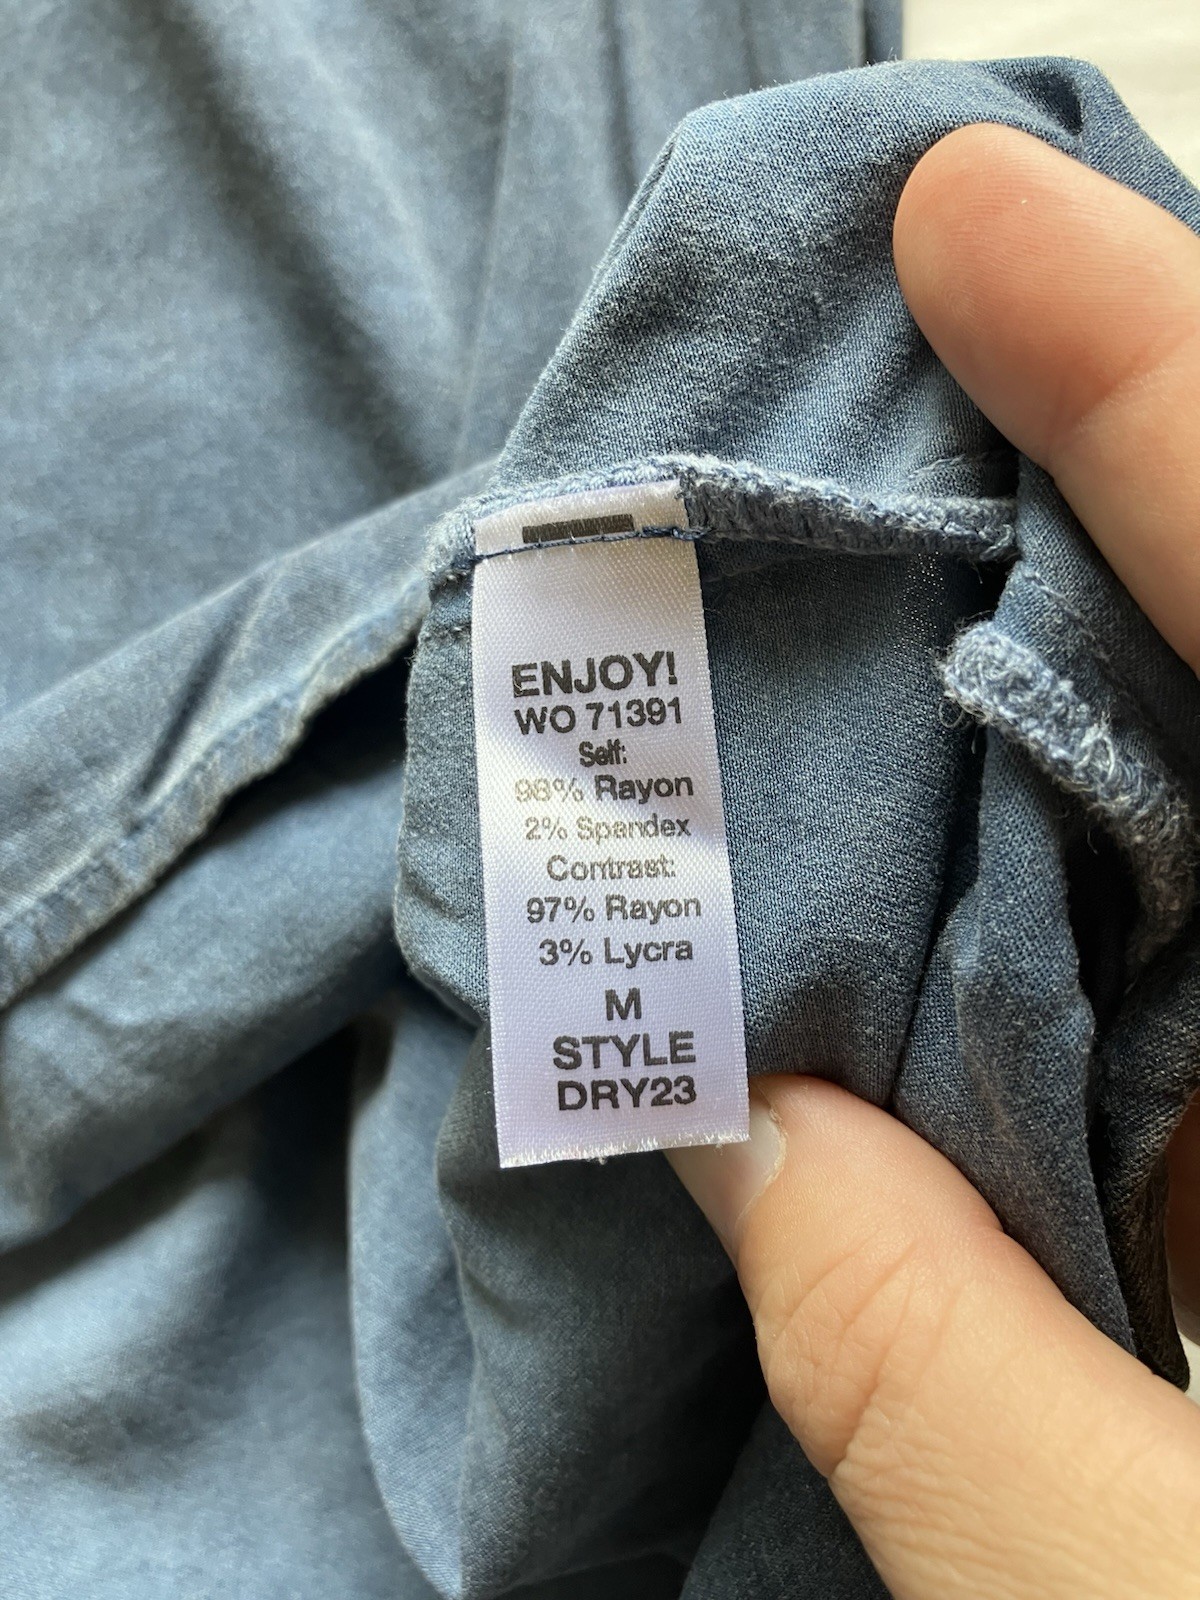 ENJOY!
WO 71391
Self:
98% Rayon
2% Spandex
Contrast:
97% Rayon
3% Lycra
M
STYLE
DRY23